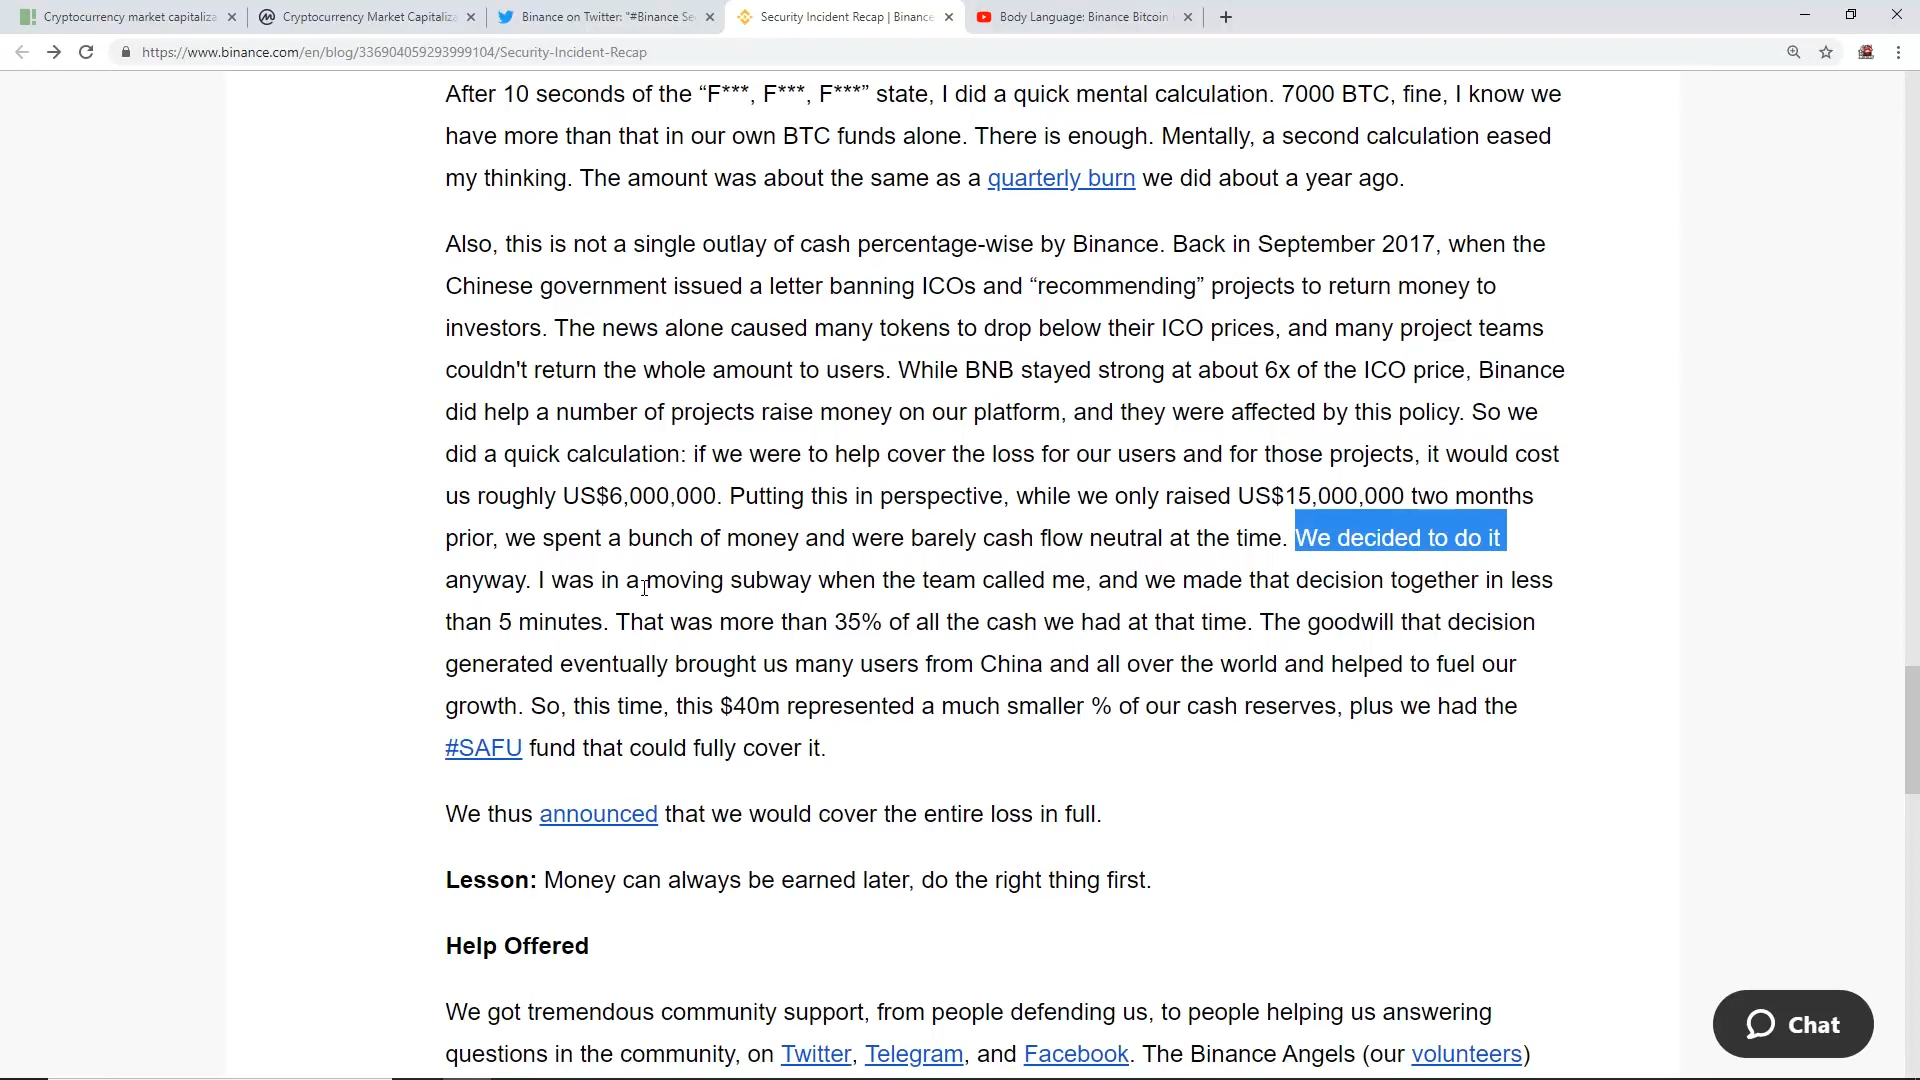 Cryptocurrency market capitaliza
Cryptocurrency Market Capitaliza
Binance on Twitter: "#Binance Se
Security Incident Recap | Binance
Body Language: Binance Bitcoin
https://www.binance.com/en/blog/336904059293999104/Security-Incident-Recap
After 10 seconds of the “F***, F***, F***” state, I did a quick mental calculation. 7000 BTC, fine, I know we
have more than that in our own BTC funds alone. There is enough. Mentally, a second calculation eased
my thinking. The amount was about the same as a quarterly burn we did about a year ago.
Also, this is not a single outlay of cash percentage-wise by Binance. Back in September 2017, when the
Chinese government issued a letter banning ICOs and “recommending” projects to return money to
investors. The news alone caused many tokens to drop below their ICO prices, and many project teams
couldn't return the whole amount to users. While BNB stayed strong at about 6x of the ICO price, Binance
did help a number of projects raise money on our platform, and they were affected by this policy. So we
did a quick calculation: if we were to help cover the loss for our users and for those projects, it would cost
us roughly US$6,000,000. Putting this in perspective, while we only raised US$15,000,000 two months
prior, we spent a bunch of money and were barely cash flow neutral at the time. We decided to do it
anyway. I was in a moving subway when the team called me, and we made that decision together in less
than 5 minutes. That was more than 35% of all the cash we had at that time. The goodwill that decision
generated eventually brought us many users from China and all over the world and helped to fuel our
growth. So, this time, this $40m represented a much smaller % of our cash reserves, plus we had the
#SAFU fund that could fully cover it.
We thus announced that we would cover the entire loss in full.
Lesson: Money can always be earned later, do the right thing first.
Help Offered
We got tremendous community support, from people defending us, to people helping us answering
questions in the community, on Twitter, Telegram, and Facebook. The Binance Angels (our volunteers)
Chat